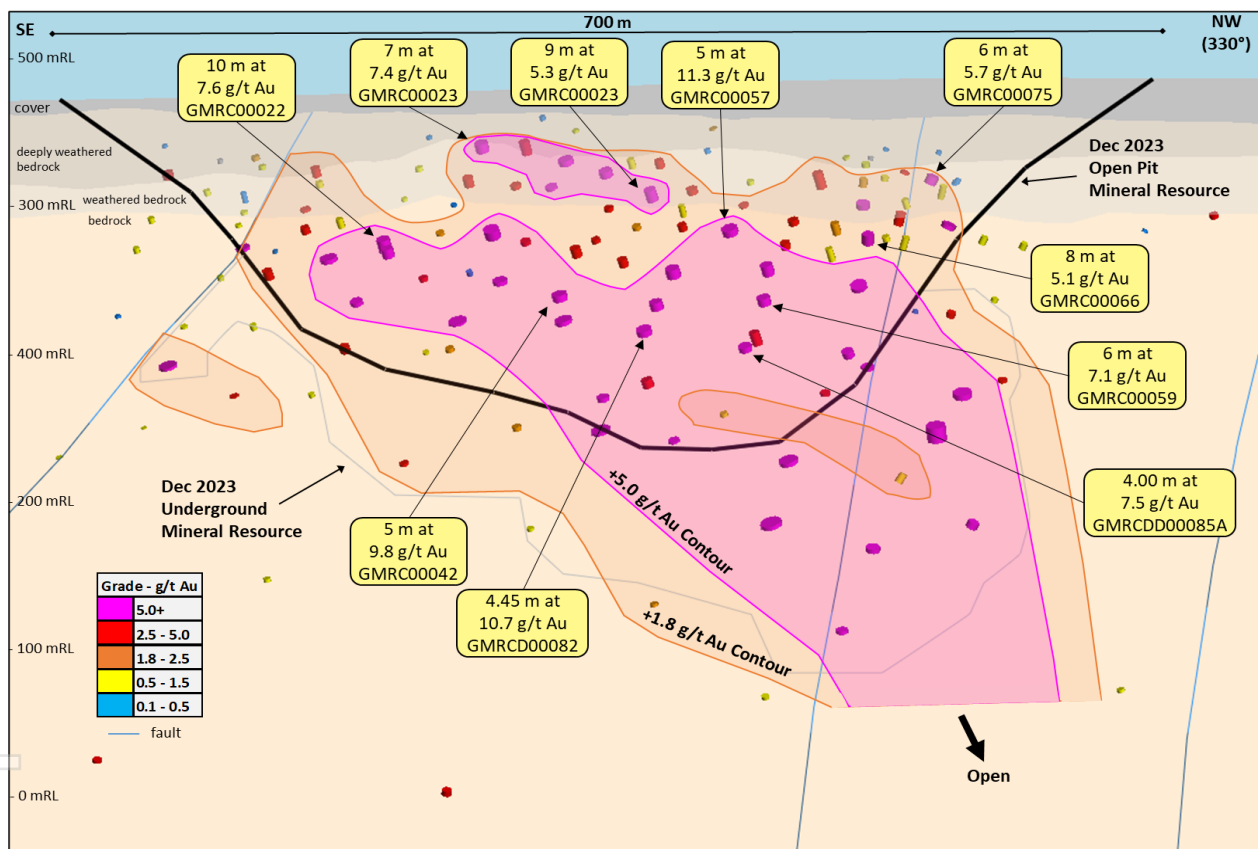 SE
700 m
NW
(330°)
500 mRL
10 m at
7.6 g/t Au
GMRC00022
7 m at
7.4 g/t Au
GMRC00023
9 m at
5.3 g/t Au
GMRC00023
5 m at
11.3 g/t Au
GMRC00057
6 m at
5.7 g/t Au
GMRC00075
cover
deeply weathered
bedrock
Dec 2023
Open Pit
Mineral Resource
weathered bedrock
300 mRL
bedrock
8 m at
5.1 g/t Au
GMRC00066
400 mRL
6 m at
7.1 g/t Au
GMRC00059
Dec 2023
Underground
Mineral Resource
+5.0 g/t Au Contour
4.00 m at
7.5 g/t Au
GMRCDD00085A
200 mRL
5 m at
9.8 g/t Au
GMRC00042
4.45 m at
10.7 g/t Au
GMRCD00082
+1.8 g/t Au Contour
Grade - g/t Au
5.0+
2.5 - 5.0
1.8 - 2.5
0.5 - 1.5
0.1 - 0.5
fault
100 mRL
Open
0 mRL